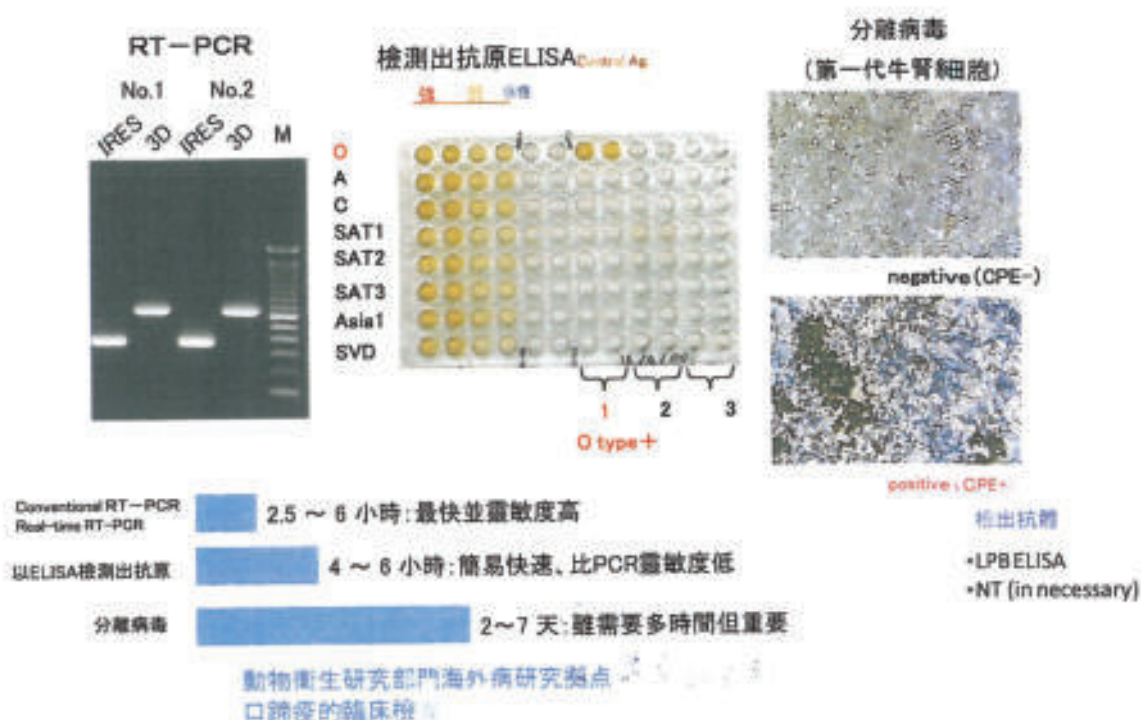 RT-PCR
No.1 No.2
IRES 3D IRES 3D M
檢測出抗原ELISA Control Ag
強 弱
O
A
C
SAT1
SAT2
SAT3
Asia1
SVD
1 2 3
O type+
分離病毒
(第一代牛腎細胞)
negative (CPE-)
positive (CPE+
Conventional RT-PCR
Real-time RT-PCR
2.5 ~ 6 小時:最快並靈敏度高
以ELISA檢測出抗原
4 ~ 6 小時:簡易快速、比PCR靈敏度低
分離病毒
2~7 天:雖需要多時間但重要
檢出抗體
•LPBELISA
•NT (in necessary)
動物衛生研究部門海外病研究拠点
口蹄疫的臨床檢